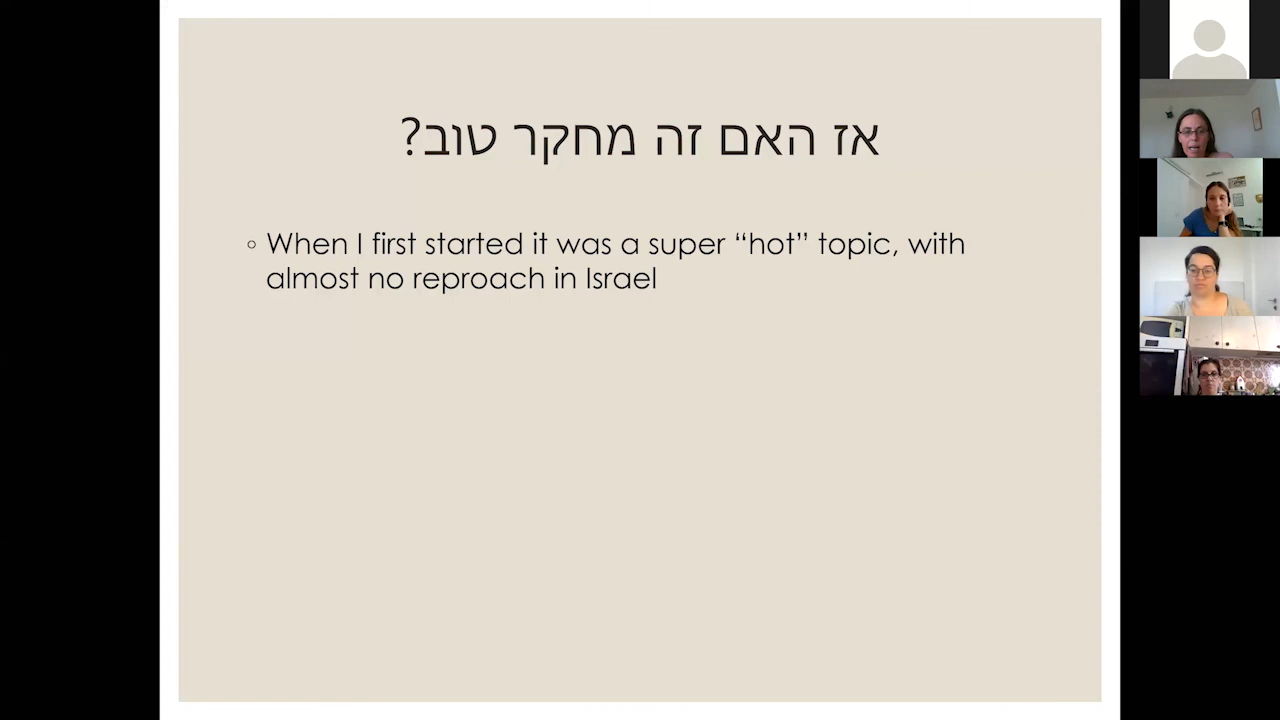 אז האם זה מחקר טוב?
◦ When I first started it was a super “hot” topic, with
almost no reproach in Israel